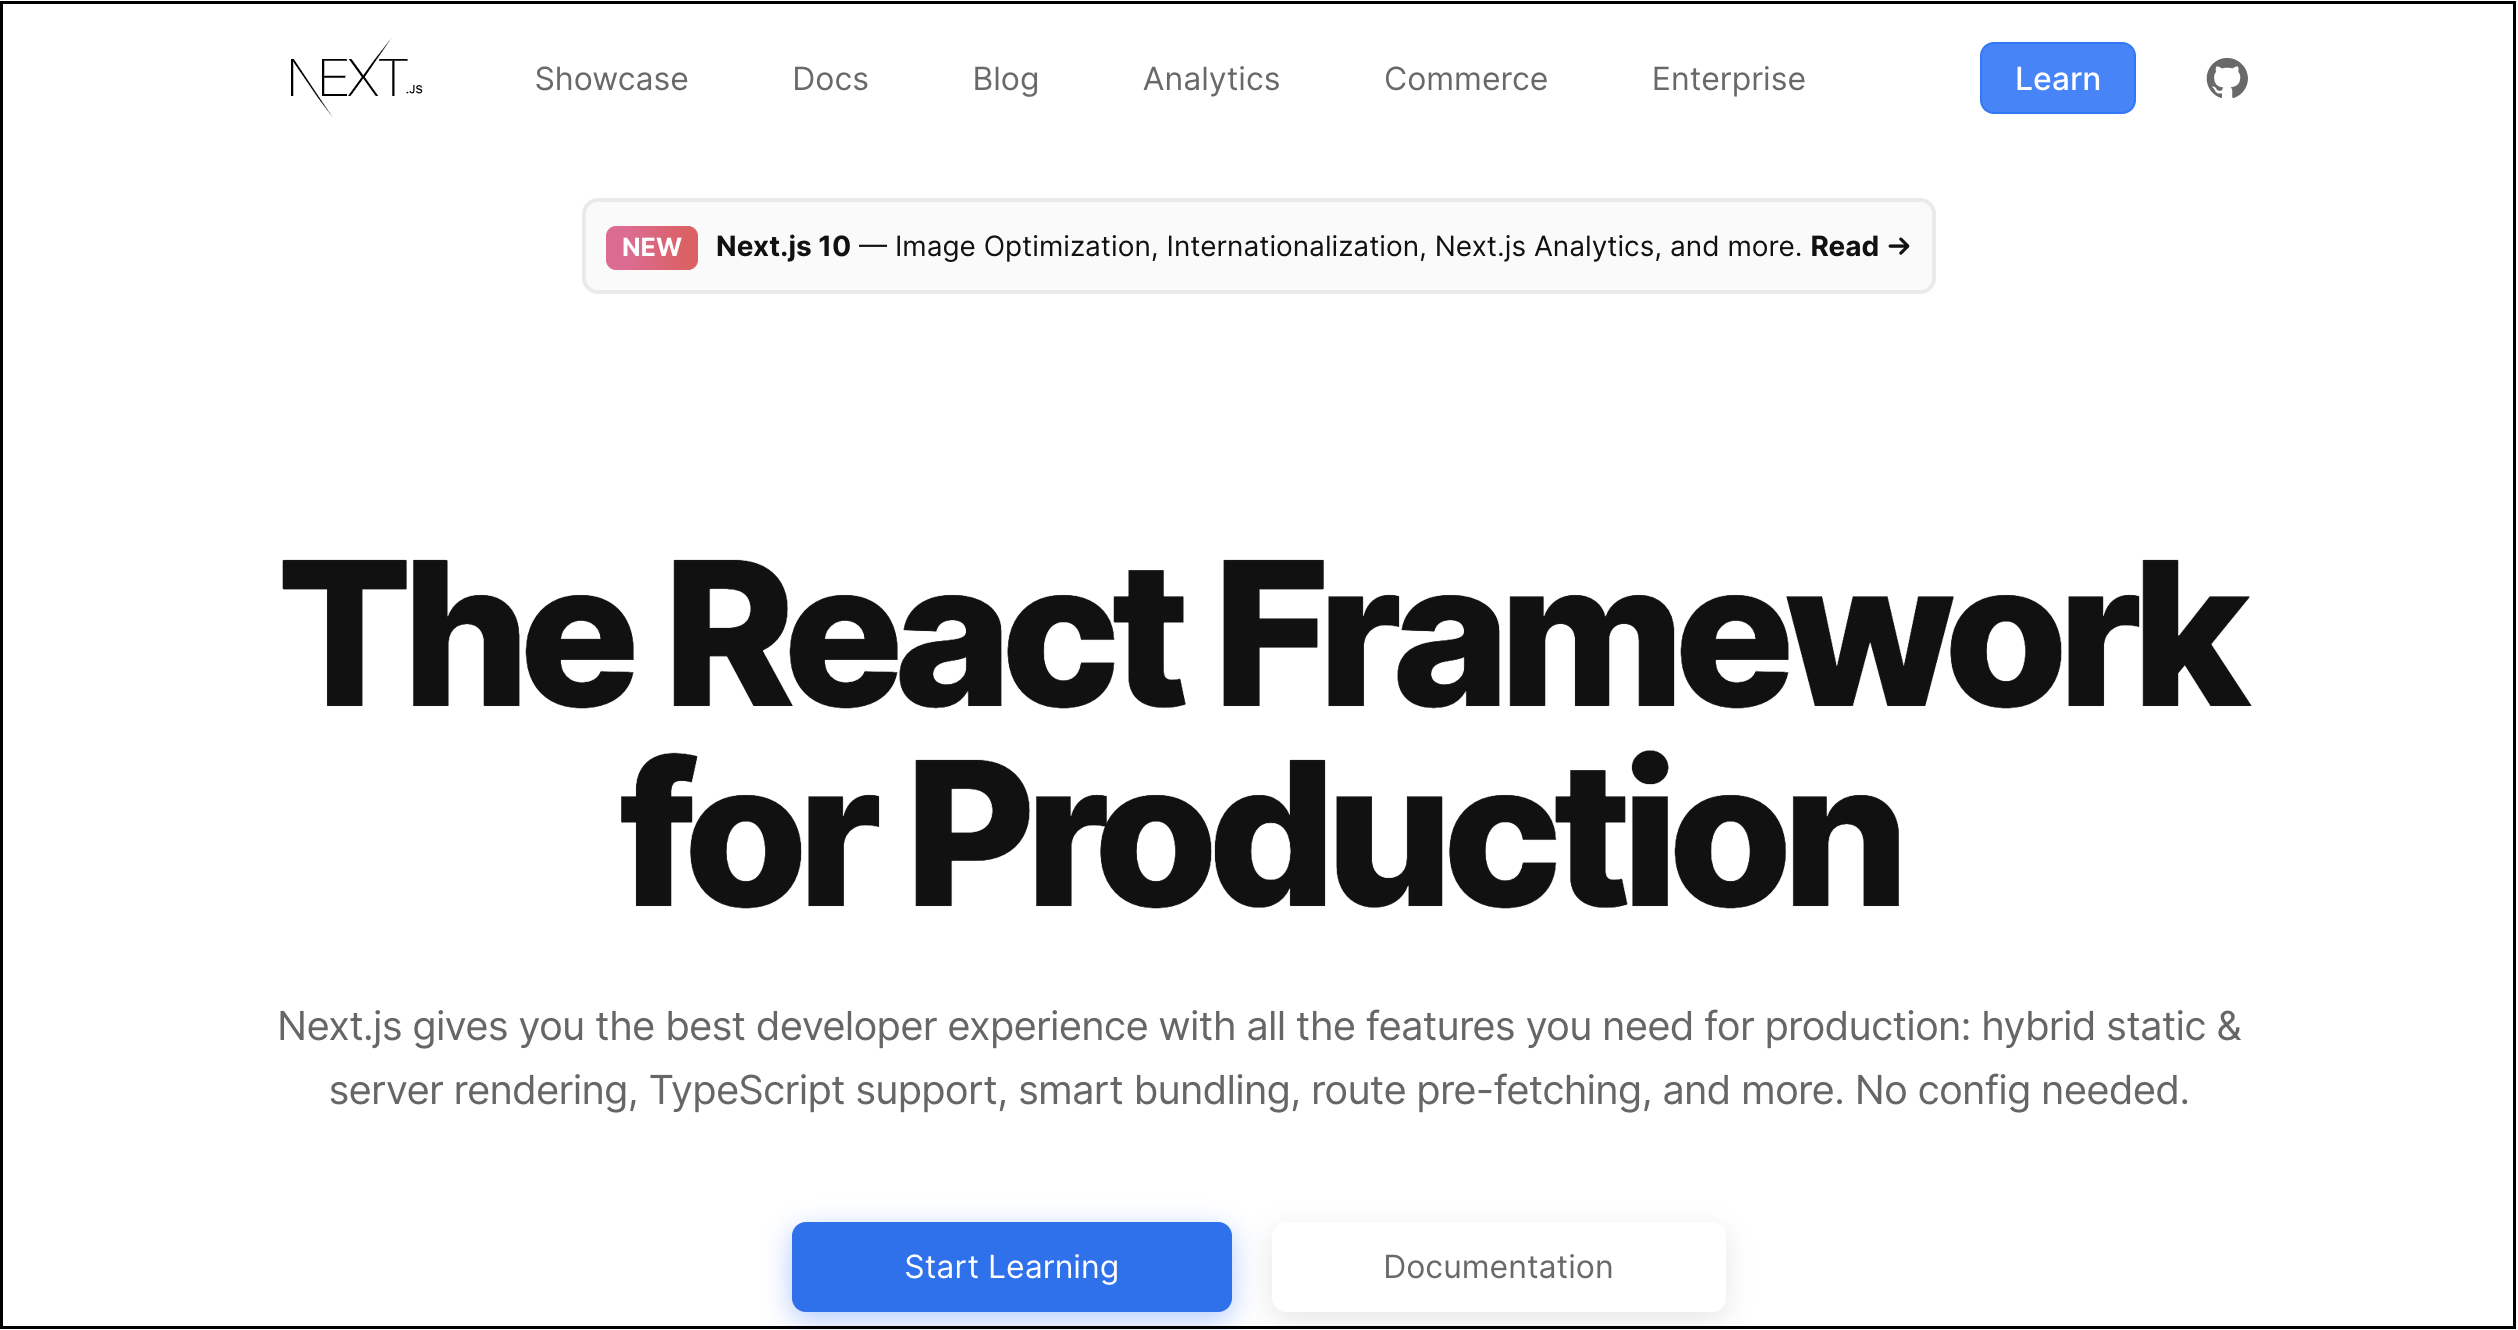 NEXT.JS Showcase Docs Blog Analytics Commerce Enterprise Learn
NEW Next.js 10 — Image Optimization, Internationalization, Next.js Analytics, and more. Read →
The React Framework
for Production
Next.js gives you the best developer experience with all the features you need for production: hybrid static &
server rendering, TypeScript support, smart bundling, route pre-fetching, and more. No config needed.
Start Learning Documentation